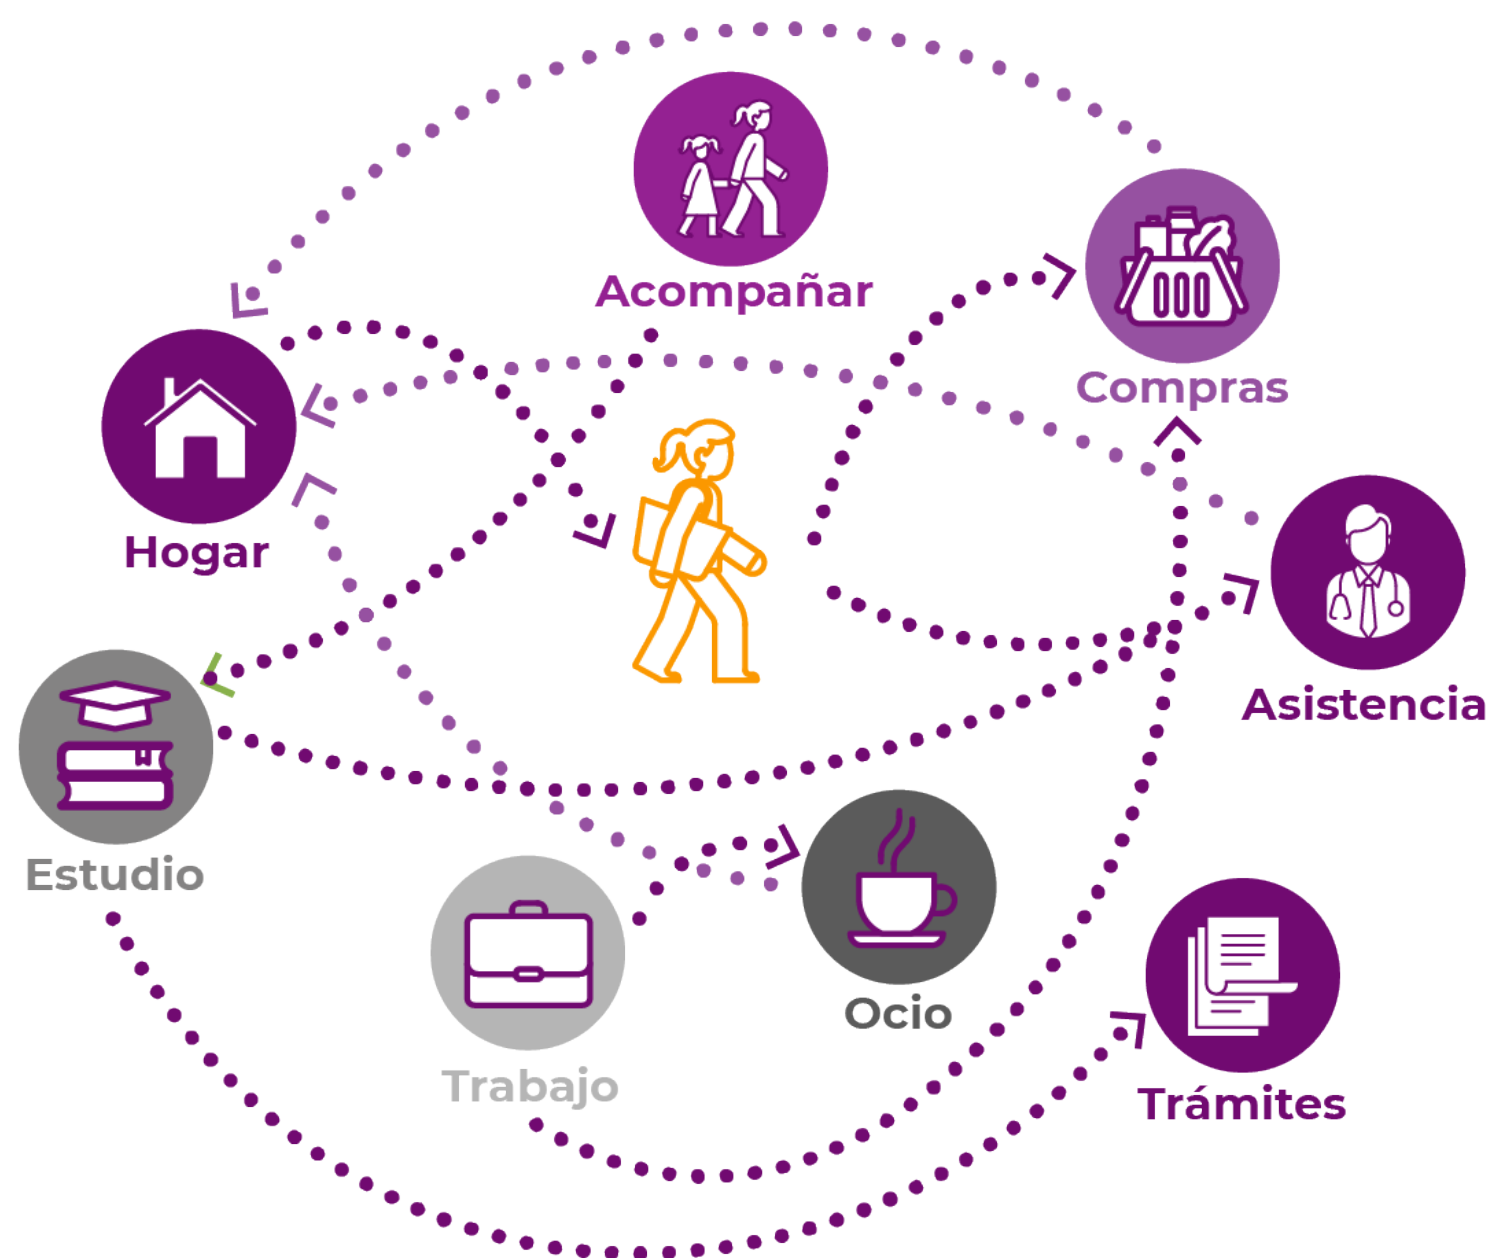 Acompañar
Compras
Hogar
Asistencia
Estudio
Ocio
Trabajo
Trámites